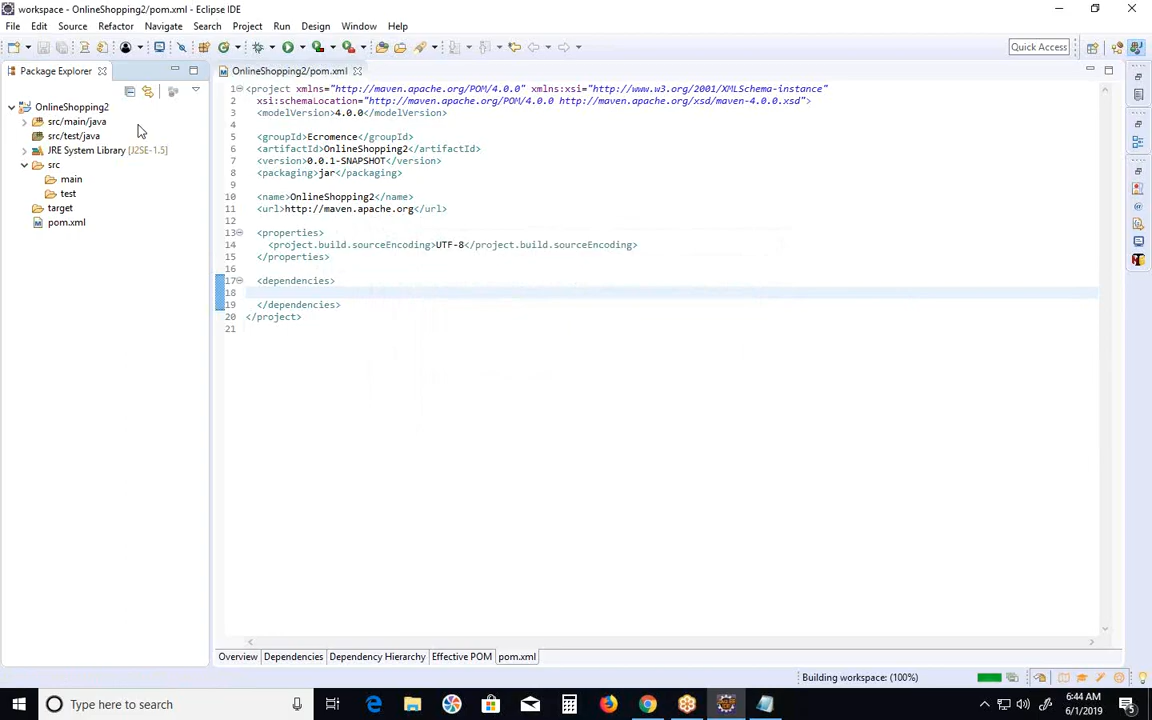 workspace - OnlineShopping2/pom.xml - Eclipse IDE
File Edit Source Refactor Navigate Search Project Run Design Window Help
Quick Access
Package Explorer
OnlineShopping2
src/main/java
src/test/java
JRE System Library [J2SE-1.5]
src
main
test
target
pom.xml
OnlineShopping2/pom.xml
1 <project xmlns="http://maven.apache.org/POM/4.0.0" xmlns:xsi="http://www.w3.org/2001/XMLSchema-instance"
2 xsi:schemaLocation="http://maven.apache.org/POM/4.0.0 http://maven.apache.org/xsd/maven-4.0.0.xsd">
3 <modelVersion>4.0.0</modelVersion>
4
5 <groupId>Ecromence</groupId>
6 <artifactId>OnlineShopping2</artifactId>
7 <version>0.0.1-SNAPSHOT</version>
8 <packaging>jar</packaging>
9
10 <name>OnlineShopping2</name>
11 <url>http://maven.apache.org</url>
12
13 <properties>
14 <project.build.sourceEncoding>UTF-8</project.build.sourceEncoding>
15 </properties>
16
17 <dependencies>
18
19 </dependencies>
20 </project>
21
Overview Dependencies Dependency Hierarchy Effective POM pom.xml
Building workspace: (100%)
Type here to search
6:44 AM
6/1/2019
5